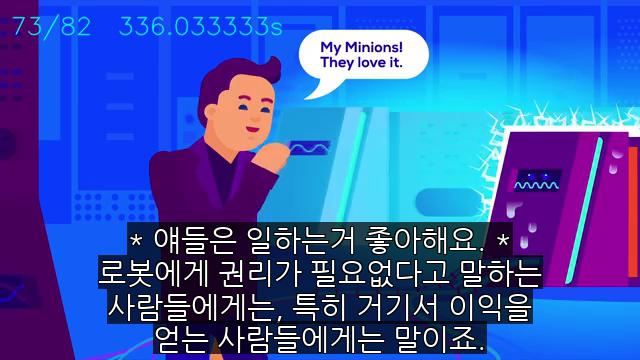 73/82 336.033333s
My Minions!
They love it.
* 얘들은 일하는거 좋아해요. *
로봇에게 권리가 필요없다고 말하는
사람들에게는, 특히 거기서 이익을
얻는 사람들에게는 말이죠.